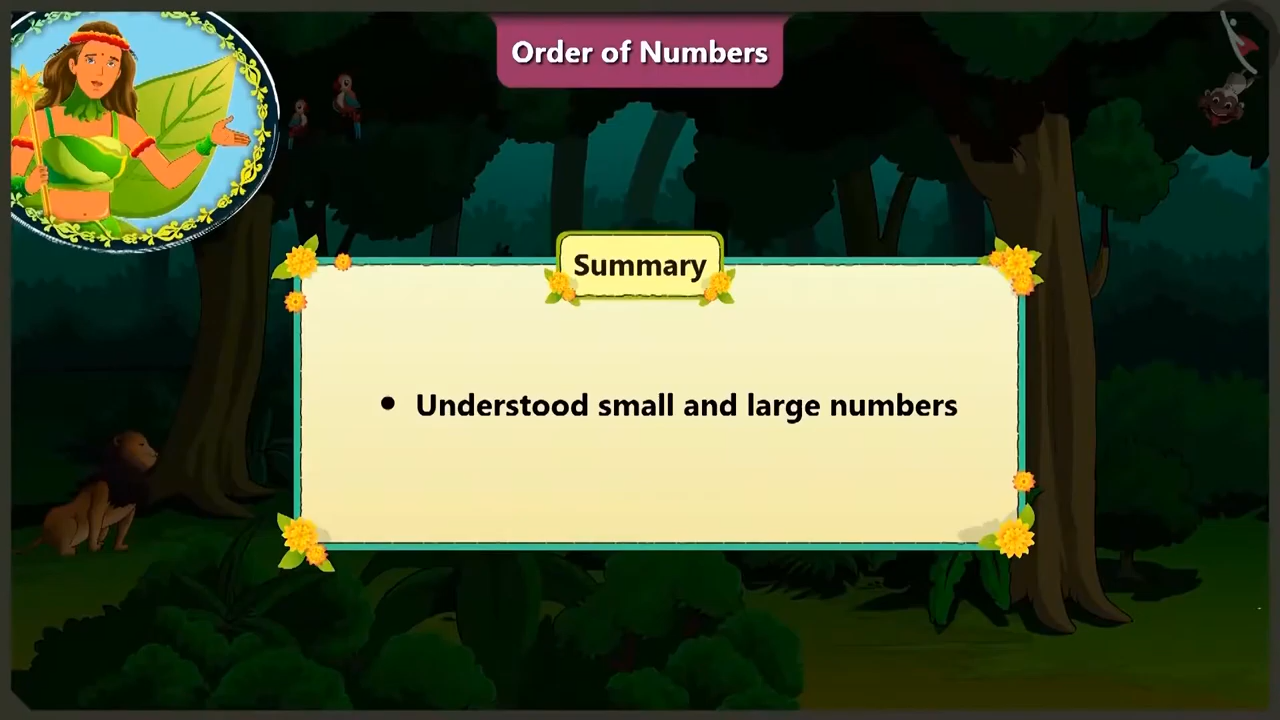 Order of Numbers
Summary
• Understood small and large numbers